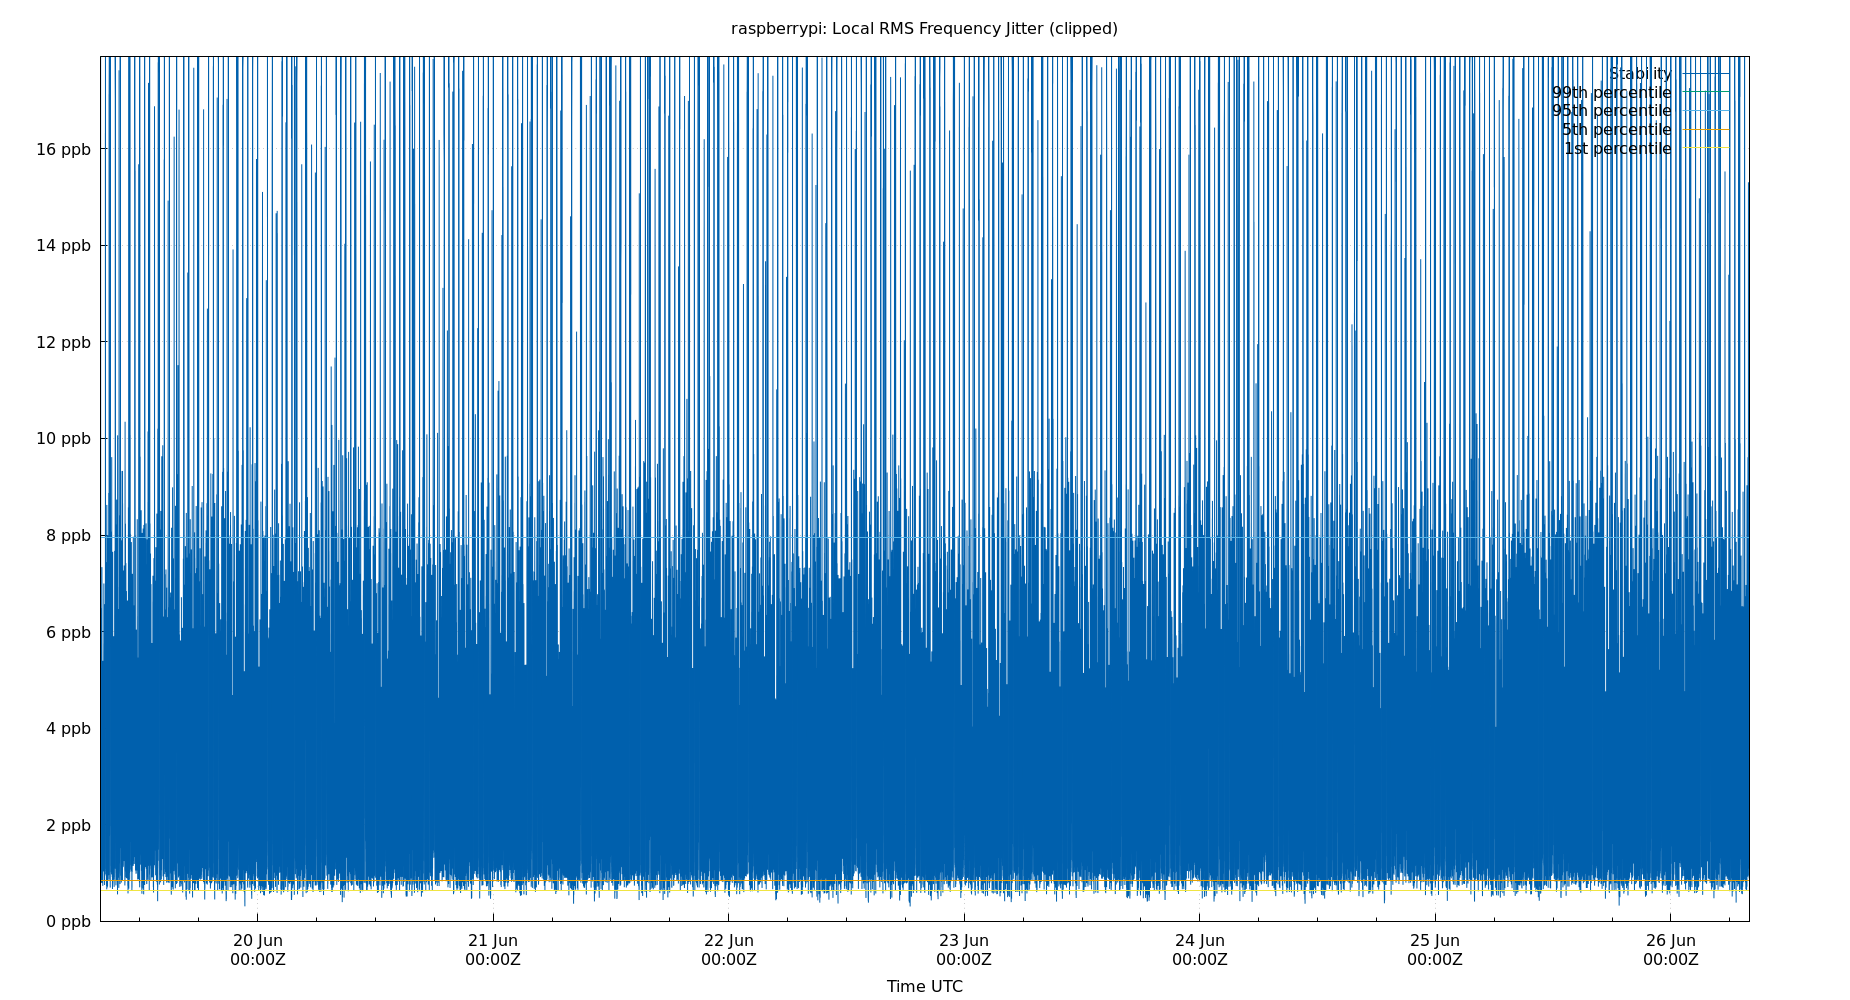 raspberrypi: Local RMS Frequency Jitter (clipped)
Stability
99th percentile
95th percentile
5th percentile
1st percentile
16 ppb
14 ppb
12 ppb
10 ppb
8 ppb
6 ppb
4 ppb
2 ppb
0 ppb
20 Jun 21 Jun 22 Jun 23 Jun 24 Jun 25 Jun 26 Jun
00:00Z 00:00Z 00:00Z 00:00Z 00:00Z 00:00Z 00:00Z
Time UTC